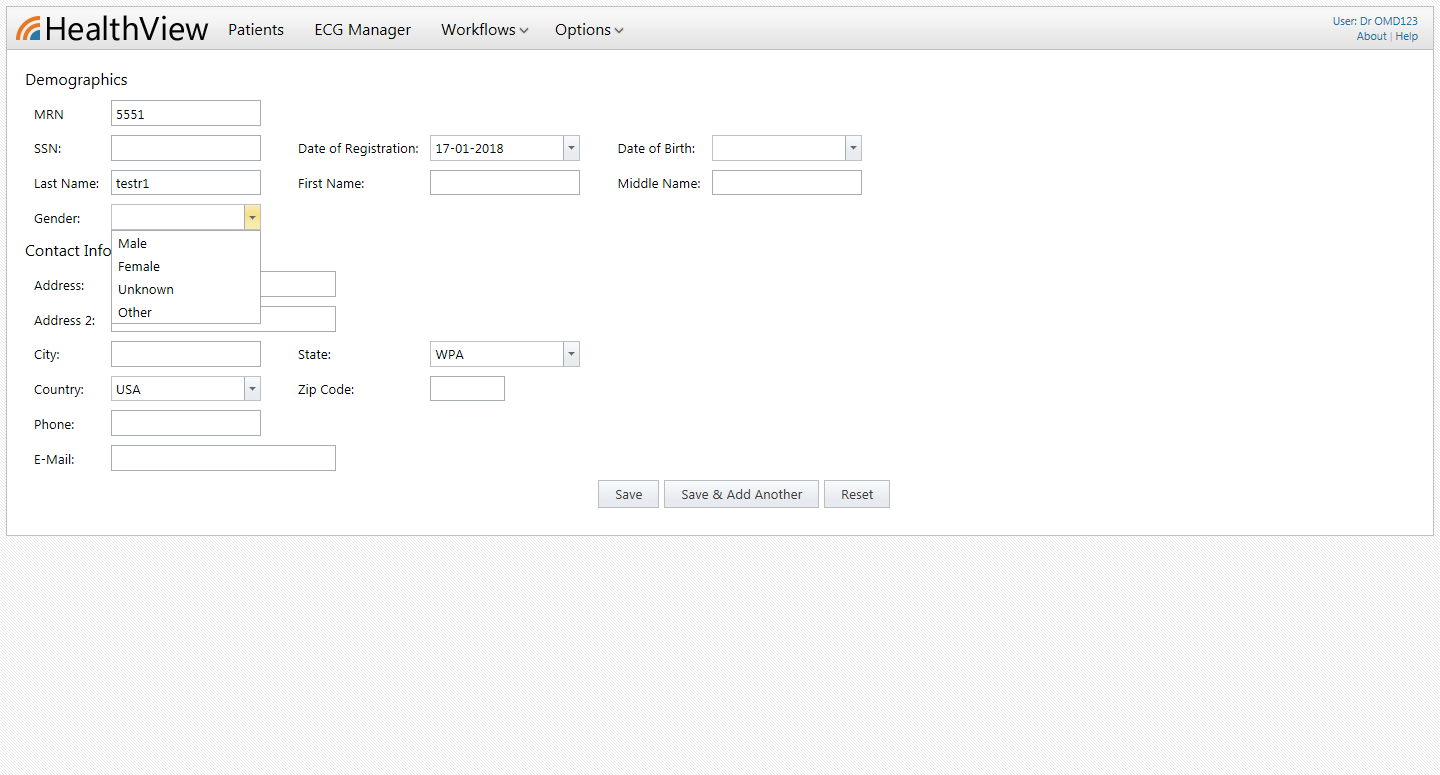 HealthView Patients ECG Manager Workflows Options User: Dr OMD123
About | Help
Demographics
MRN 5551
SSN: Date of Registration: 17-01-2018 Date of Birth:
Last Name: testr1 First Name: Middle Name:
Gender:
Male
Contact Info
Female
Address:
Unknown
Other
Address 2:
City: State: WPA
Country: USA Zip Code:
Phone:
E-Mail:
Save Save & Add Another Reset